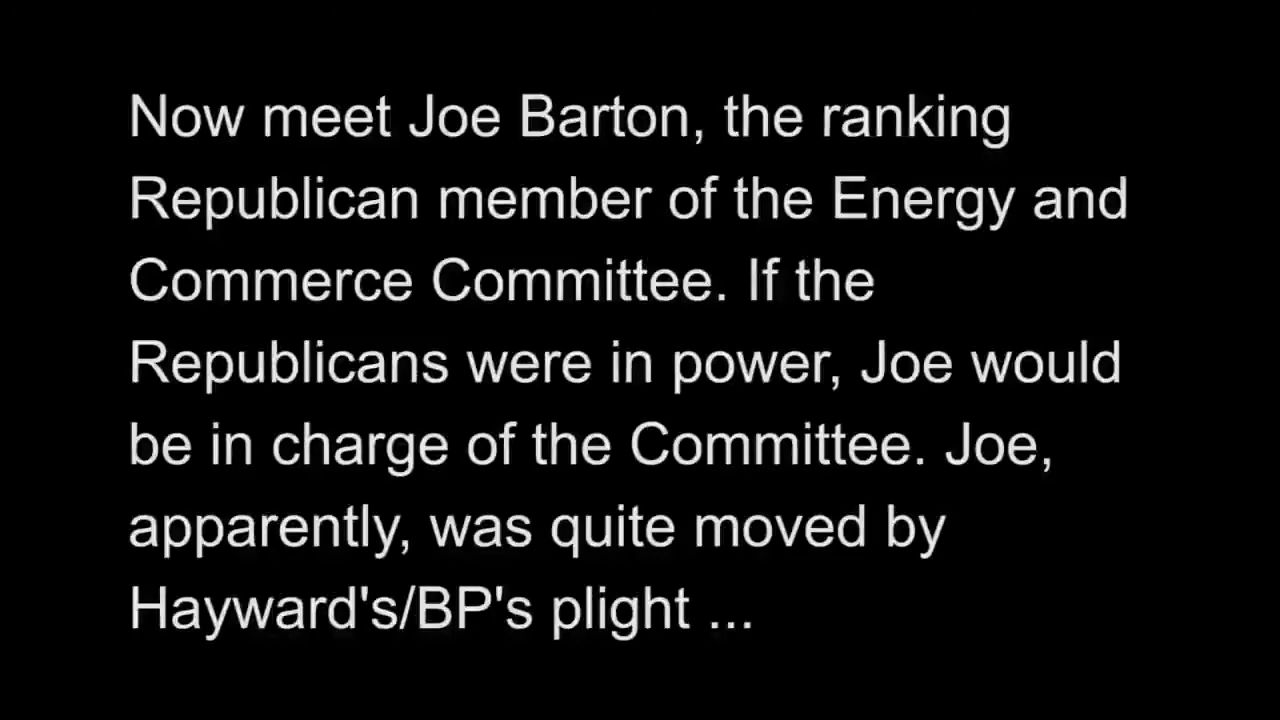 Now meet Joe Barton, the ranking
Republican member of the Energy and
Commerce Committee. If the
Republicans were in power, Joe would
be in charge of the Committee. Joe,
apparently, was quite moved by
Hayward's/BP's plight ...